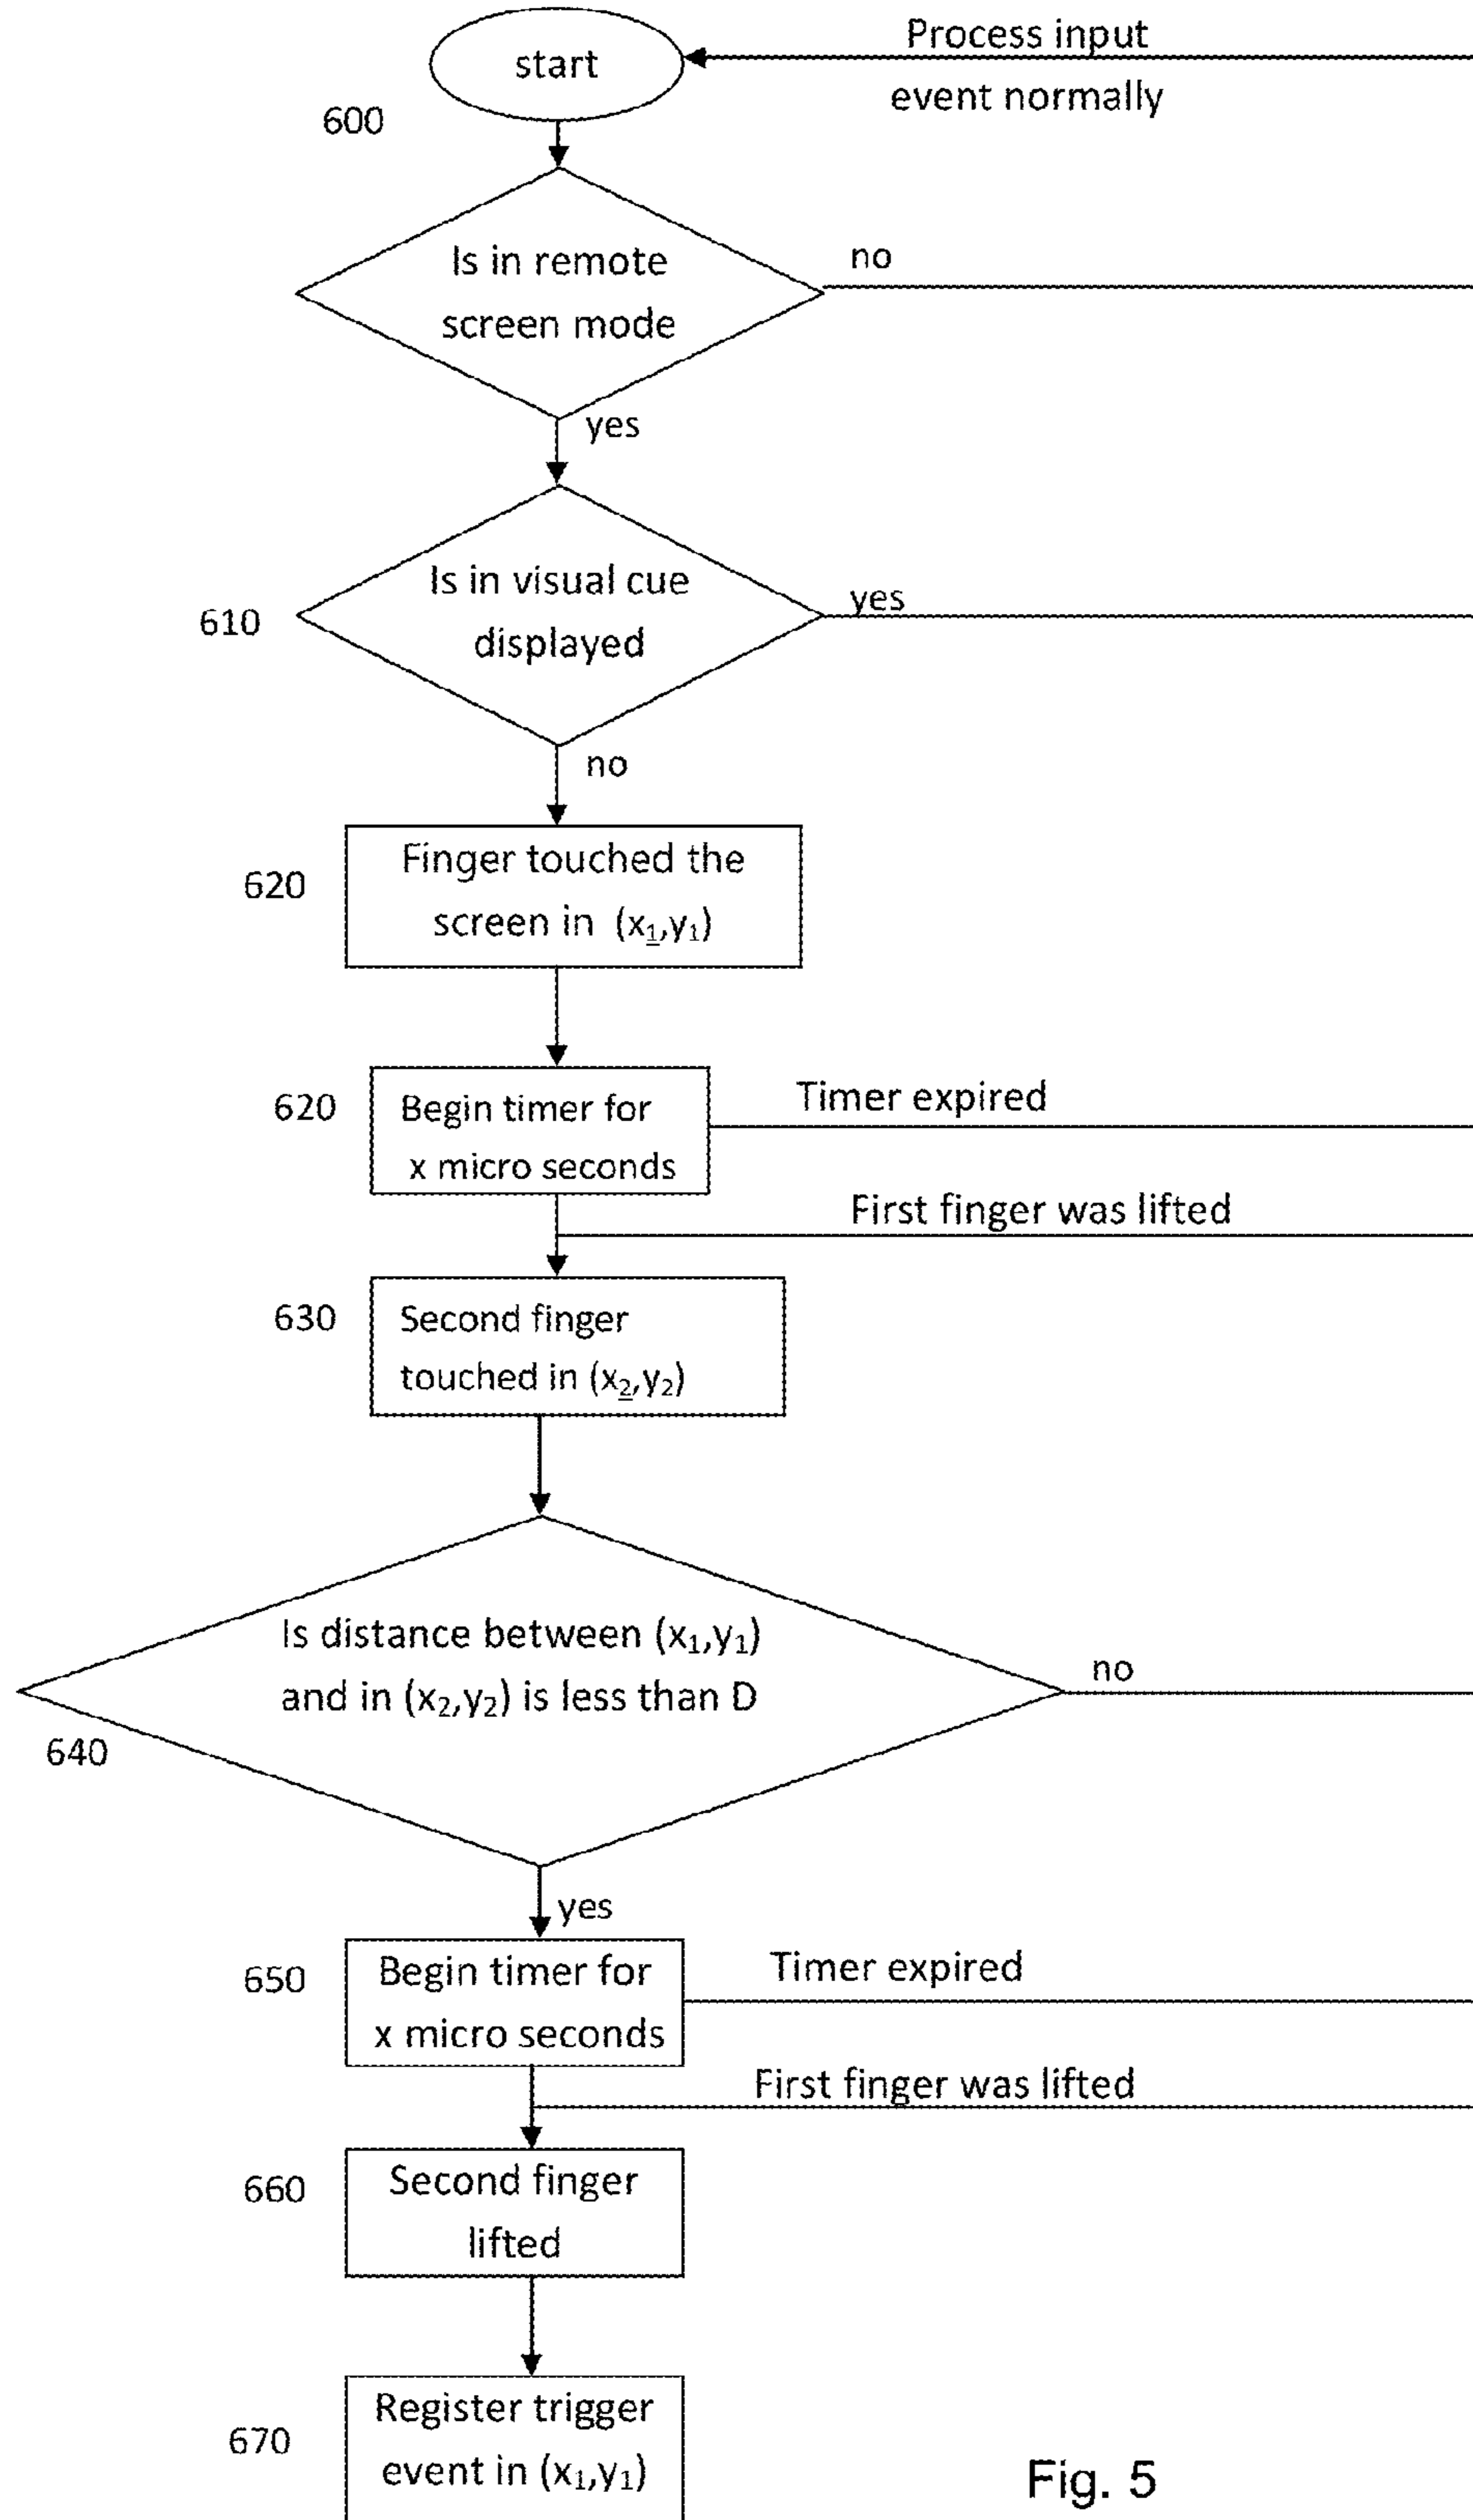 start
Process input
event normally
600
Is in remote
screen mode
no
yes
610
Is in visual cue
displayed
yes
no
620
Finger touched the
screen in (x₁,y₁)
620
Begin timer for
x micro seconds
Timer expired
First finger was lifted
630
Second finger
touched in (x₂,y₂)
Is distance between (x₁,y₁)
and in (x₂,y₂) is less than D
no
640
yes
650
Begin timer for
x micro seconds
Timer expired
First finger was lifted
660
Second finger
lifted
670
Register trigger
event in (x₁,y₁)
Fig. 5